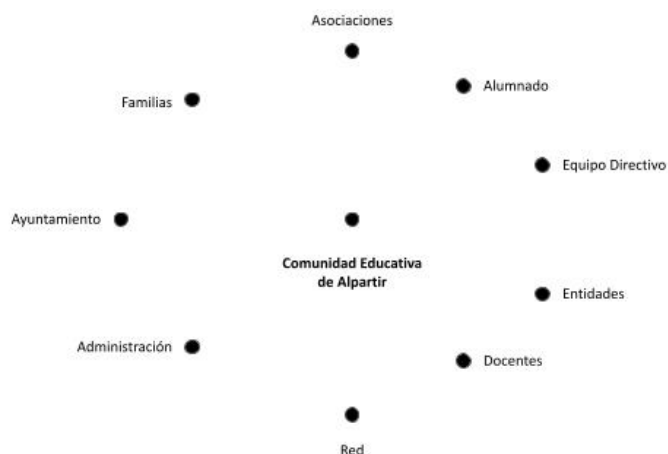 Asociaciones
Alumnado
Familias
Equipo Directivo
Ayuntamiento
Comunidad Educativa
de Alpartir
Entidades
Administración
Docentes
Red